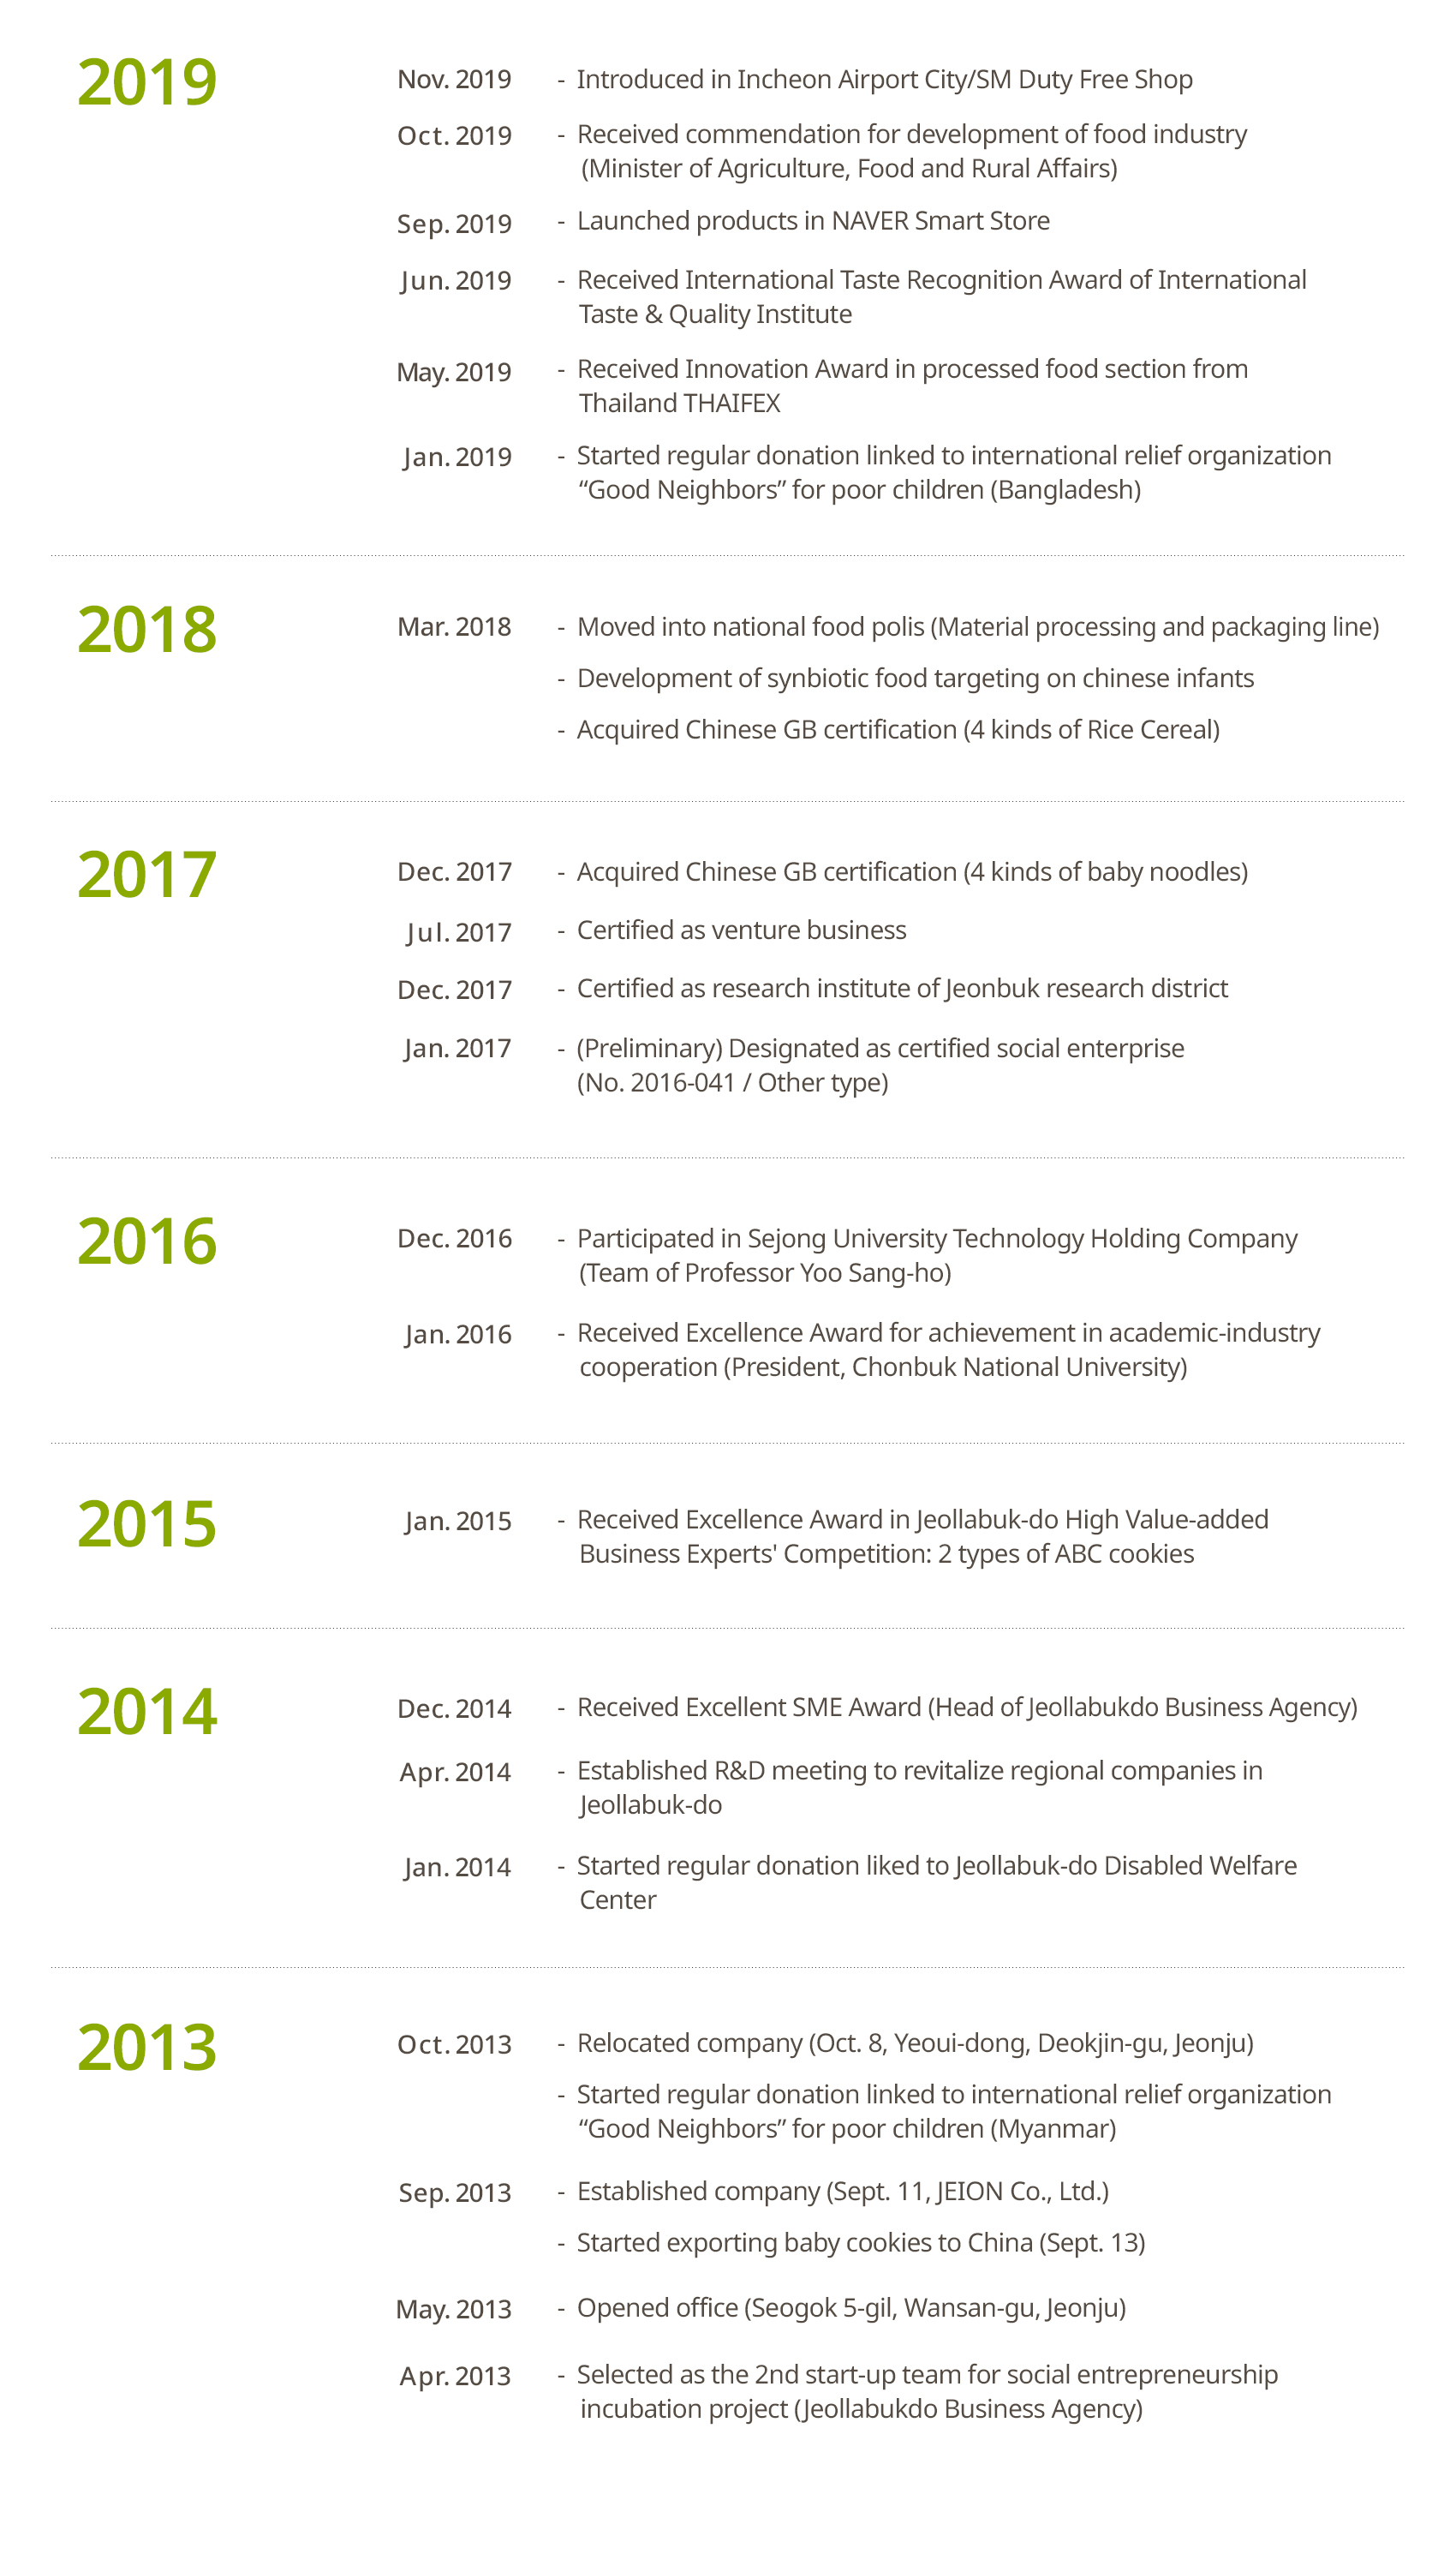 2019
Nov. 2019 - Introduced in Incheon Airport City/SM Duty Free Shop
Oct. 2019 - Received commendation for development of food industry
(Minister of Agriculture, Food and Rural Affairs)
Sep. 2019 - Launched products in NAVER Smart Store
Jun. 2019 - Received International Taste Recognition Award of International
Taste & Quality Institute
May. 2019 - Received Innovation Award in processed food section from
Thailand THAIFEX
Jan. 2019 - Started regular donation linked to international relief organization
“Good Neighbors” for poor children (Bangladesh)
2018
Mar. 2018 - Moved into national food polis (Material processing and packaging line)
- Development of synbiotic food targeting on chinese infants
- Acquired Chinese GB certification (4 kinds of Rice Cereal)
2017
Dec. 2017 - Acquired Chinese GB certification (4 kinds of baby noodles)
Jul. 2017 - Certified as venture business
Dec. 2017 - Certified as research institute of Jeonbuk research district
Jan. 2017 - (Preliminary) Designated as certified social enterprise
(No. 2016-041 / Other type)
2016
Dec. 2016 - Participated in Sejong University Technology Holding Company
(Team of Professor Yoo Sang-ho)
Jan. 2016 - Received Excellence Award for achievement in academic-industry
cooperation (President, Chonbuk National University)
2015
Jan. 2015 - Received Excellence Award in Jeollabuk-do High Value-added
Business Experts' Competition: 2 types of ABC cookies
2014
Dec. 2014 - Received Excellent SME Award (Head of Jeollabukdo Business Agency)
Apr. 2014 - Established R&D meeting to revitalize regional companies in
Jeollabuk-do
Jan. 2014 - Started regular donation liked to Jeollabuk-do Disabled Welfare
Center
2013
Oct. 2013 - Relocated company (Oct. 8, Yeoui-dong, Deokjin-gu, Jeonju)
- Started regular donation linked to international relief organization
“Good Neighbors” for poor children (Myanmar)
Sep. 2013 - Established company (Sept. 11, JEION Co., Ltd.)
- Started exporting baby cookies to China (Sept. 13)
May. 2013 - Opened office (Seogok 5-gil, Wansan-gu, Jeonju)
Apr. 2013 - Selected as the 2nd start-up team for social entrepreneurship
incubation project (Jeollabukdo Business Agency)